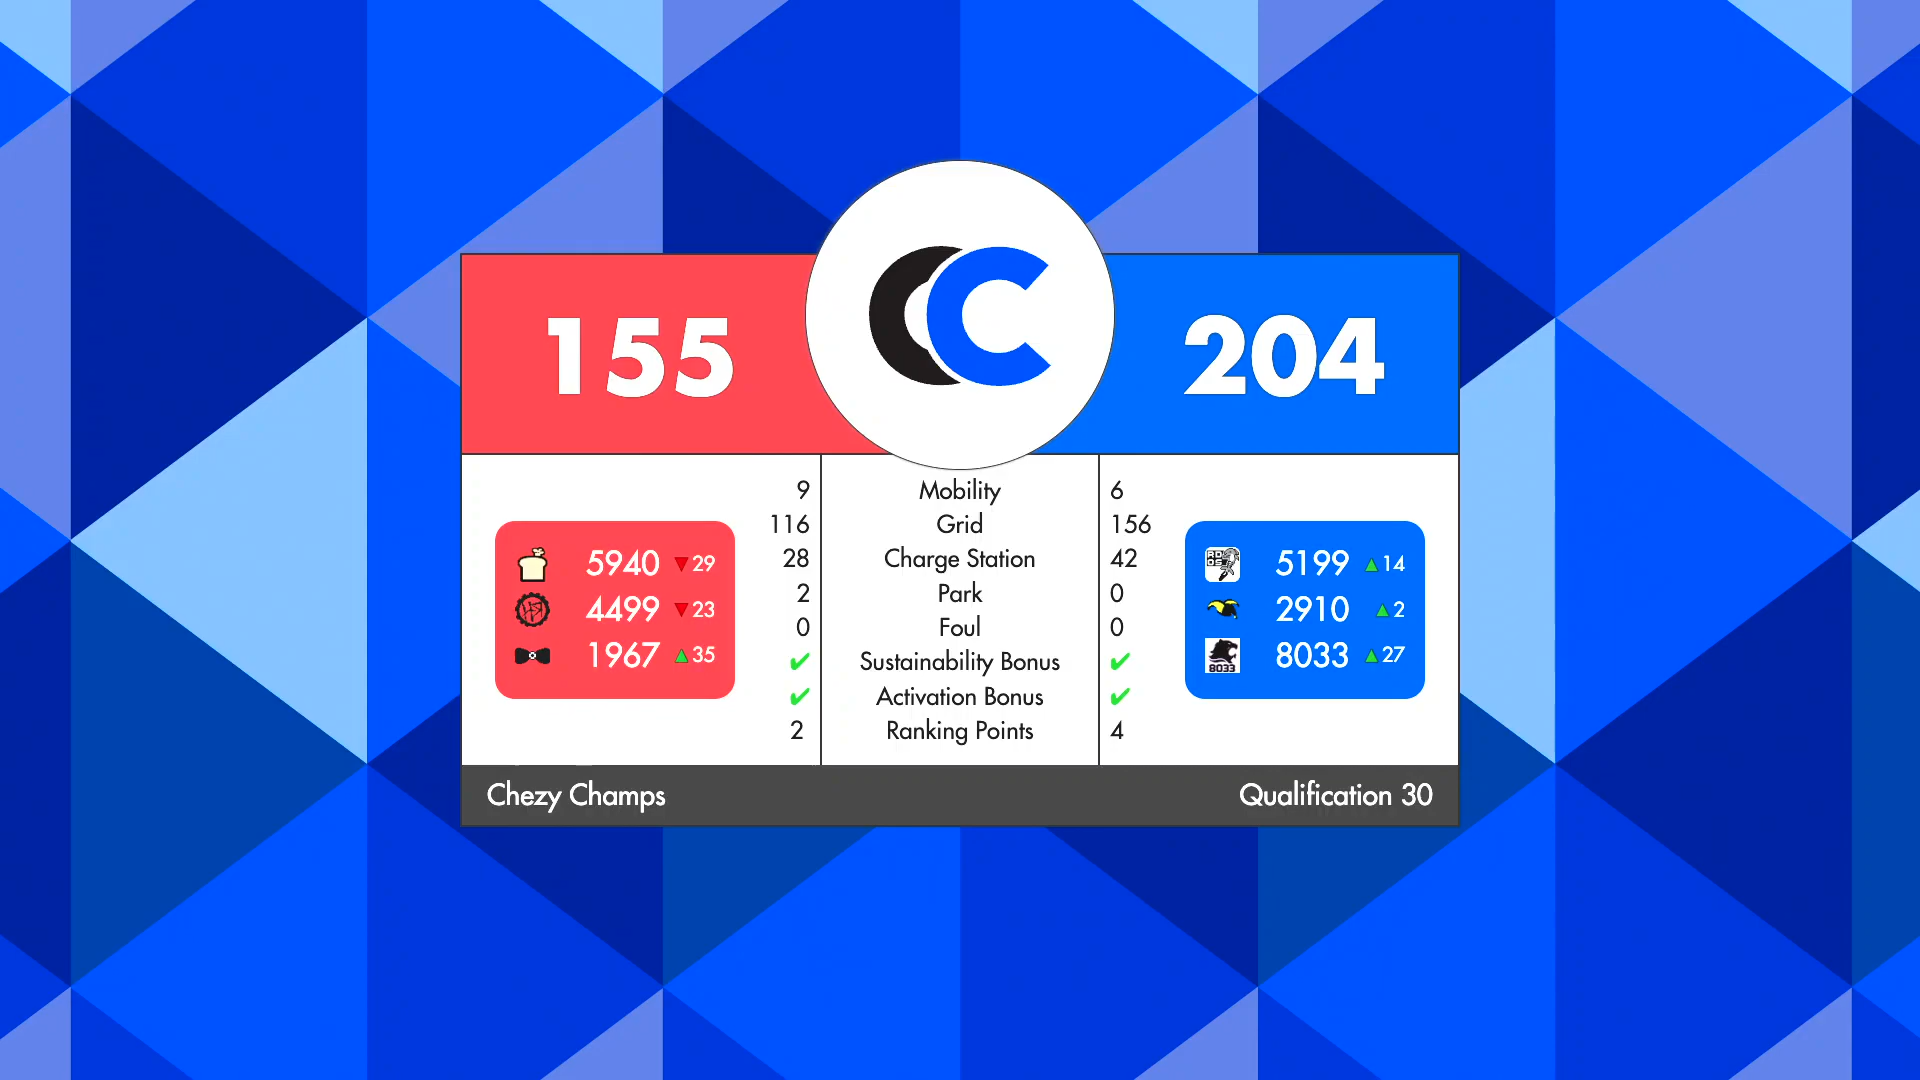 155 204
9 Mobility 6
116 Grid 156
28 Charge Station 42
2 Park 0
0 Foul 0
✔ Sustainability Bonus ✔
✔ Activation Bonus ✔
2 Ranking Points 4
5940 ▼29
4499 ▼23
1967 ▲35
5199 ▲14
2910 ▲2
8033 8033 ▲27
Chezy Champs Qualification 30